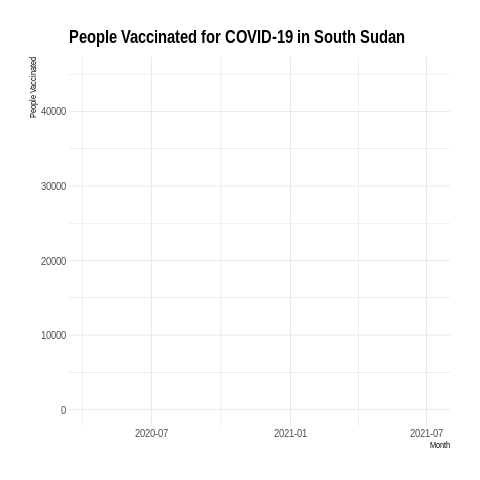 People Vaccinated for COVID-19 in South Sudan
People Vaccinated
40000
30000
20000
10000
0
2020-07 2021-01 2021-07
Month